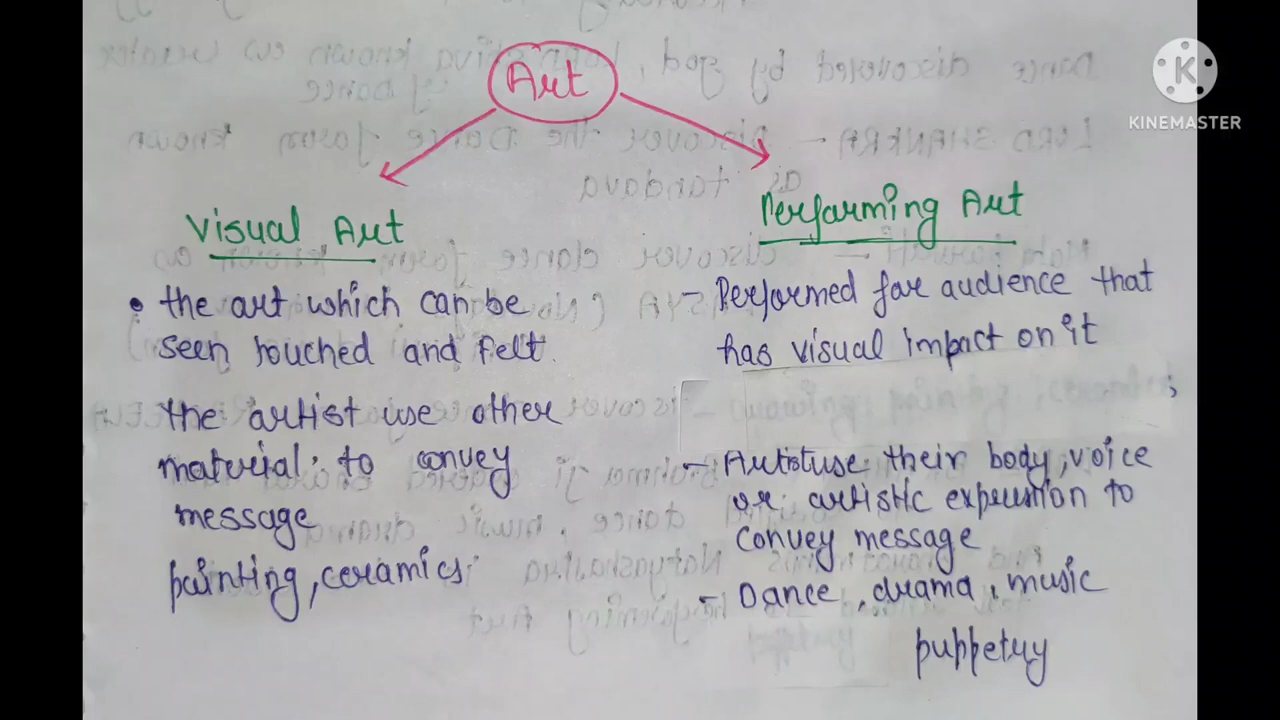 Art
KINEMASTER
Visual Art
• the art which can be
seen touched and felt.
the artist use other
material to convey
message
painting, ceramics
Performing Art
- Performed for audience that
has visual impact on it
;
- Artist use their body, voice
or artistic expression to
convey message
- Dance, drama, music
puppetry